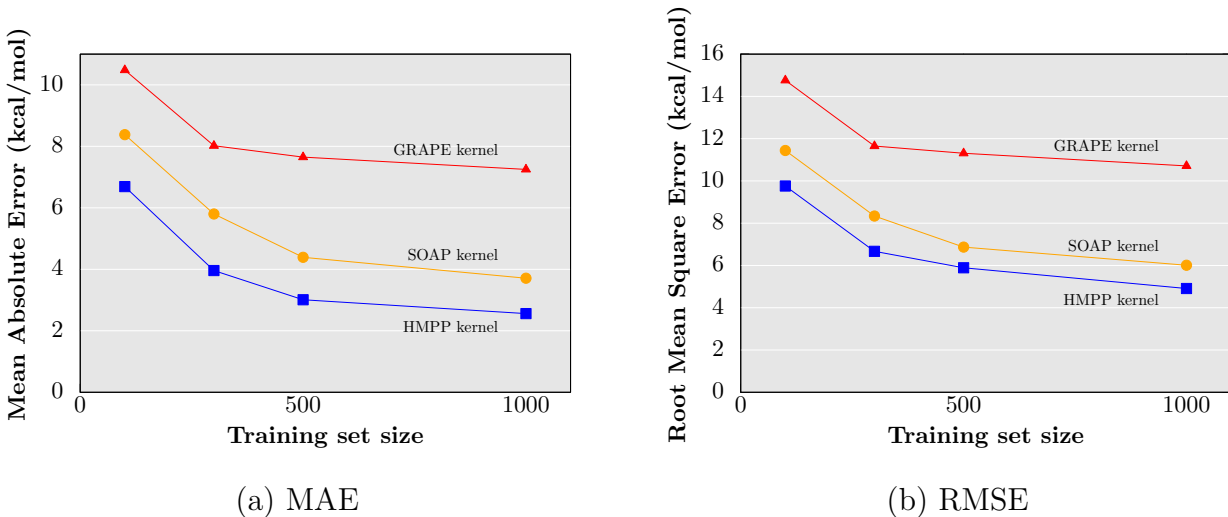 Mean Absolute Error (kcal/mol)
10
8
6
4
2
0
GRAPE kernel
SOAP kernel
HMPP kernel
0 500 1000
Training set size
(a) MAE
Root Mean Square Error (kcal/mol)
16
14
12
10
8
6
4
2
0
GRAPE kernel
SOAP kernel
HMPP kernel
0 500 1000
Training set size
(b) RMSE